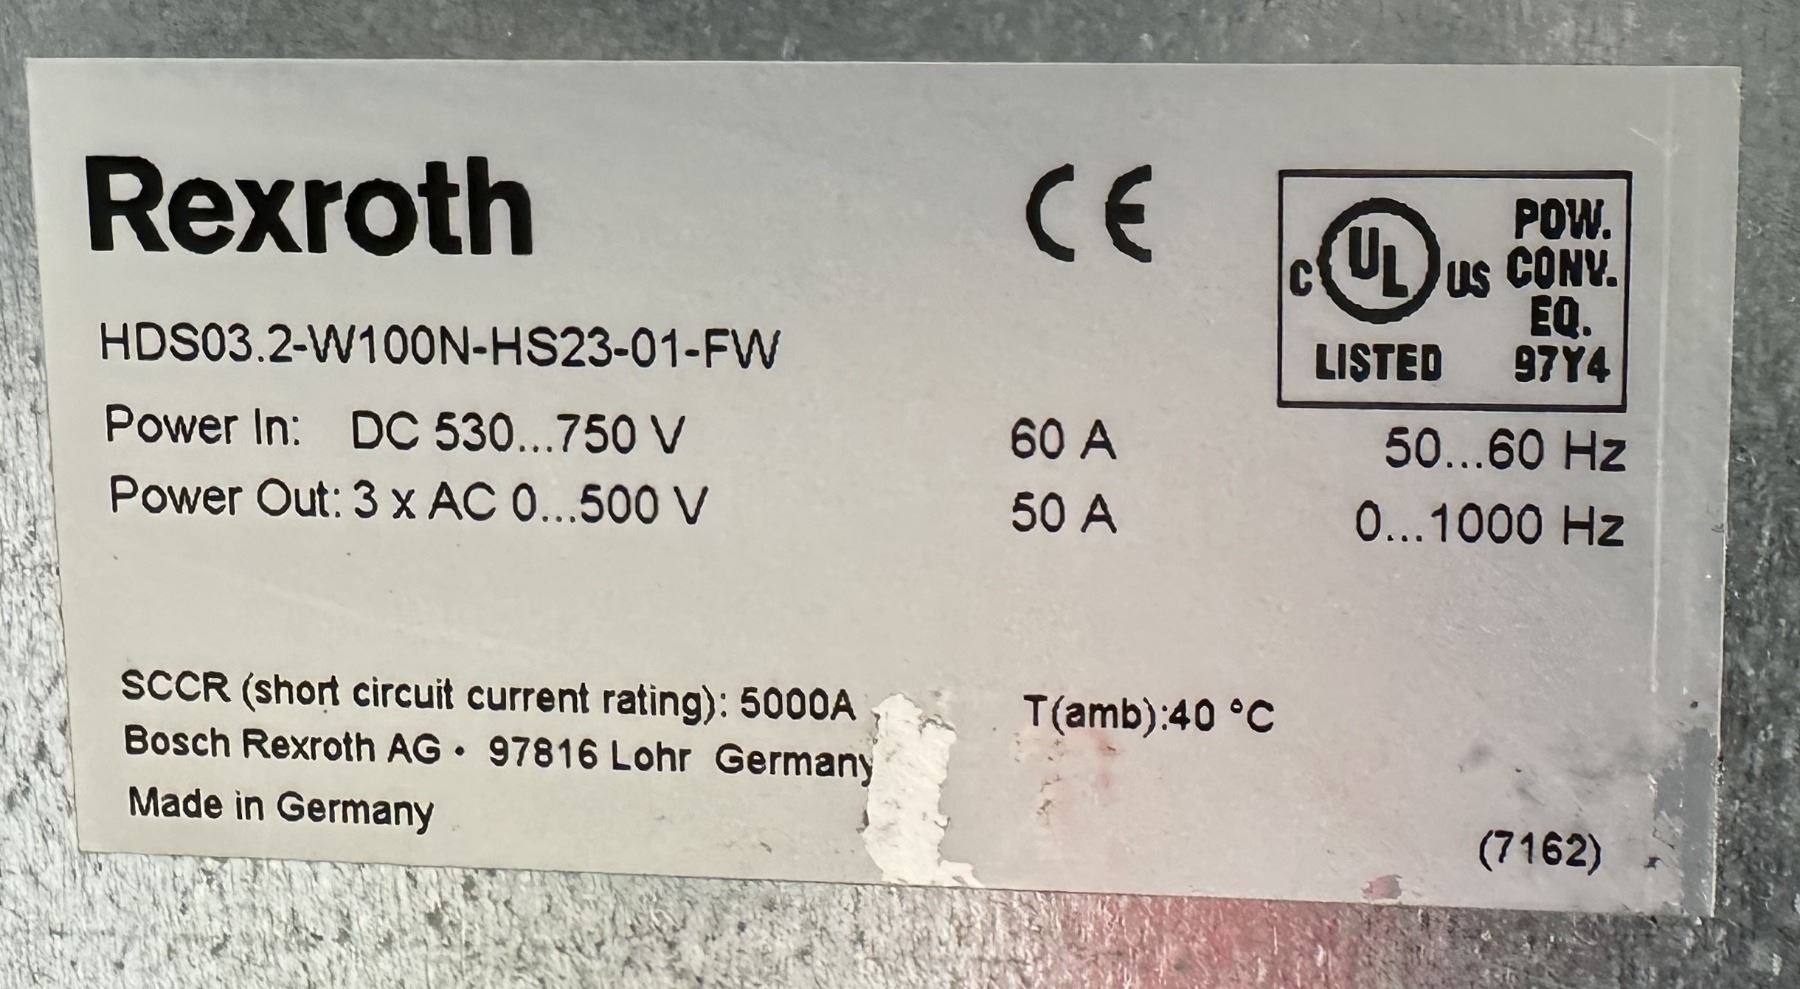 Rexroth
CE
C UL US LISTED
POW.
CONV.
EQ.
97Y4
HDS03.2-W100N-HS23-01-FW
Power In: DC 530...750 V 60 A 50...60 Hz
Power Out: 3 x AC 0...500 V 50 A 0...1000 Hz
SCCR (short circuit current rating): 5000A T(amb):40 °C
Bosch Rexroth AG • 97816 Lohr Germany
Made in Germany
(7162)